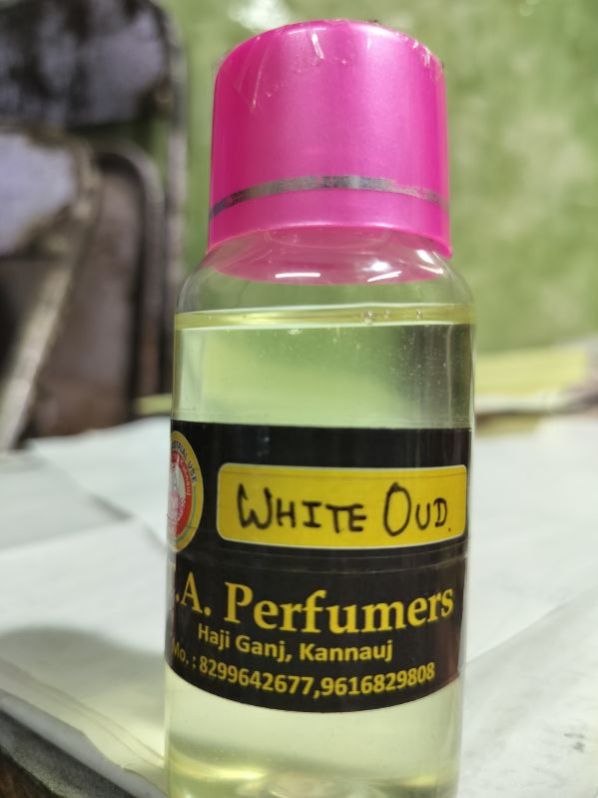 WHITE OUD.
.A. Perfumers
Haji Ganj, Kannauj
Mo. : 8299642677,9616829808